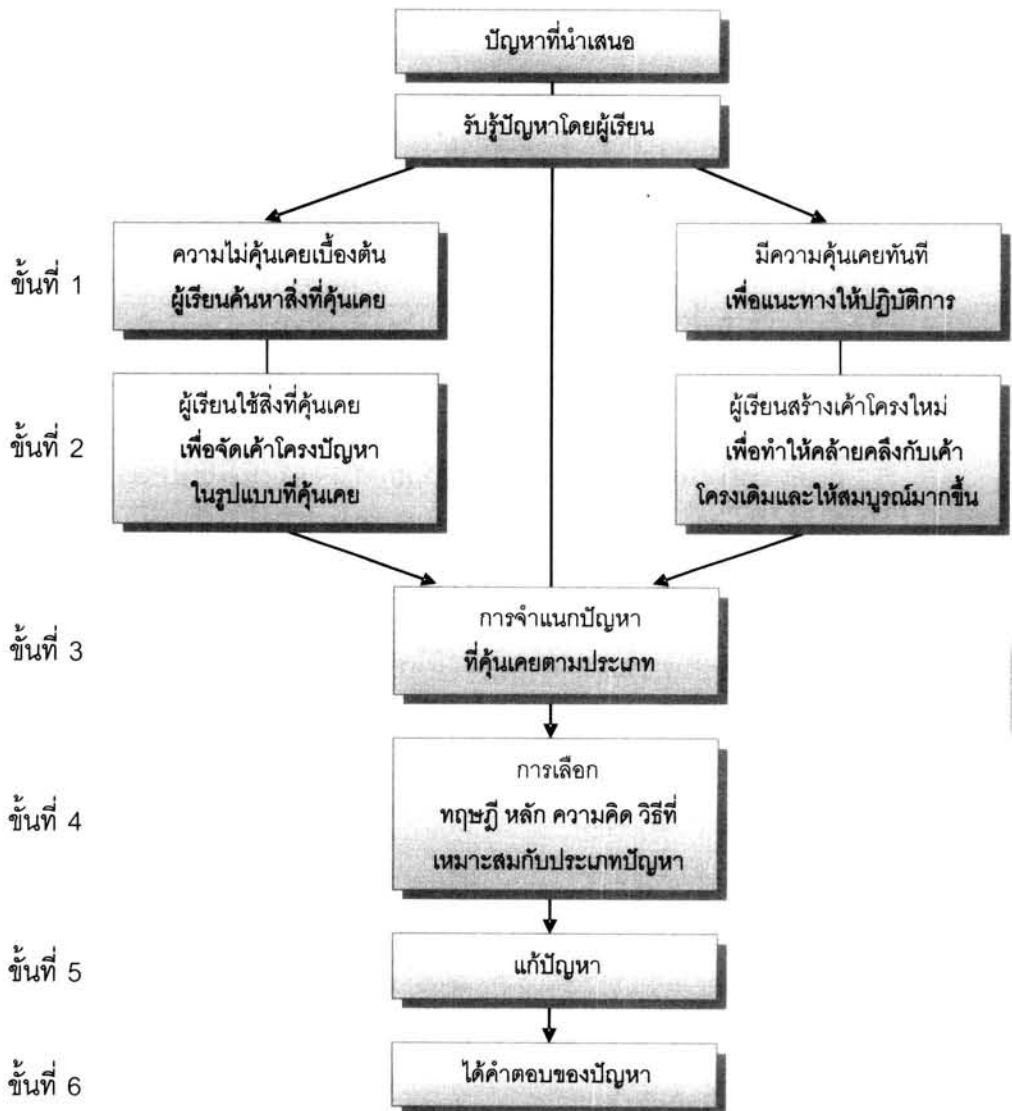 ปัญหาที่นำเสนอ
รับรู้ปัญหาโดยผู้เรียน
ขั้นที่ 1
ความไม่คุ้นเคยเบื้องต้น
ผู้เรียนค้นหาสิ่งที่คุ้นเคย
มีความคุ้นเคยทันที
เพื่อแนะทางให้ปฏิบัติการ
ขั้นที่ 2
ผู้เรียนใช้สิ่งที่คุ้นเคย
เพื่อจัดเค้าโครงปัญหา
ในรูปแบบที่คุ้นเคย
ผู้เรียนสร้างเค้าโครงใหม่
เพื่อทำให้คล้ายคลึงกับเค้า
โครงเดิมและให้สมบูรณ์มากขึ้น
ขั้นที่ 3
การจำแนกปัญหา
ที่คุ้นเคยตามประเภท
ขั้นที่ 4
การเลือก
ทฤษฎี หลัก ความคิด วิธีที่
เหมาะสมกับประเภทปัญหา
ขั้นที่ 5
แก้ปัญหา
ขั้นที่ 6
ได้คำตอบของปัญหา